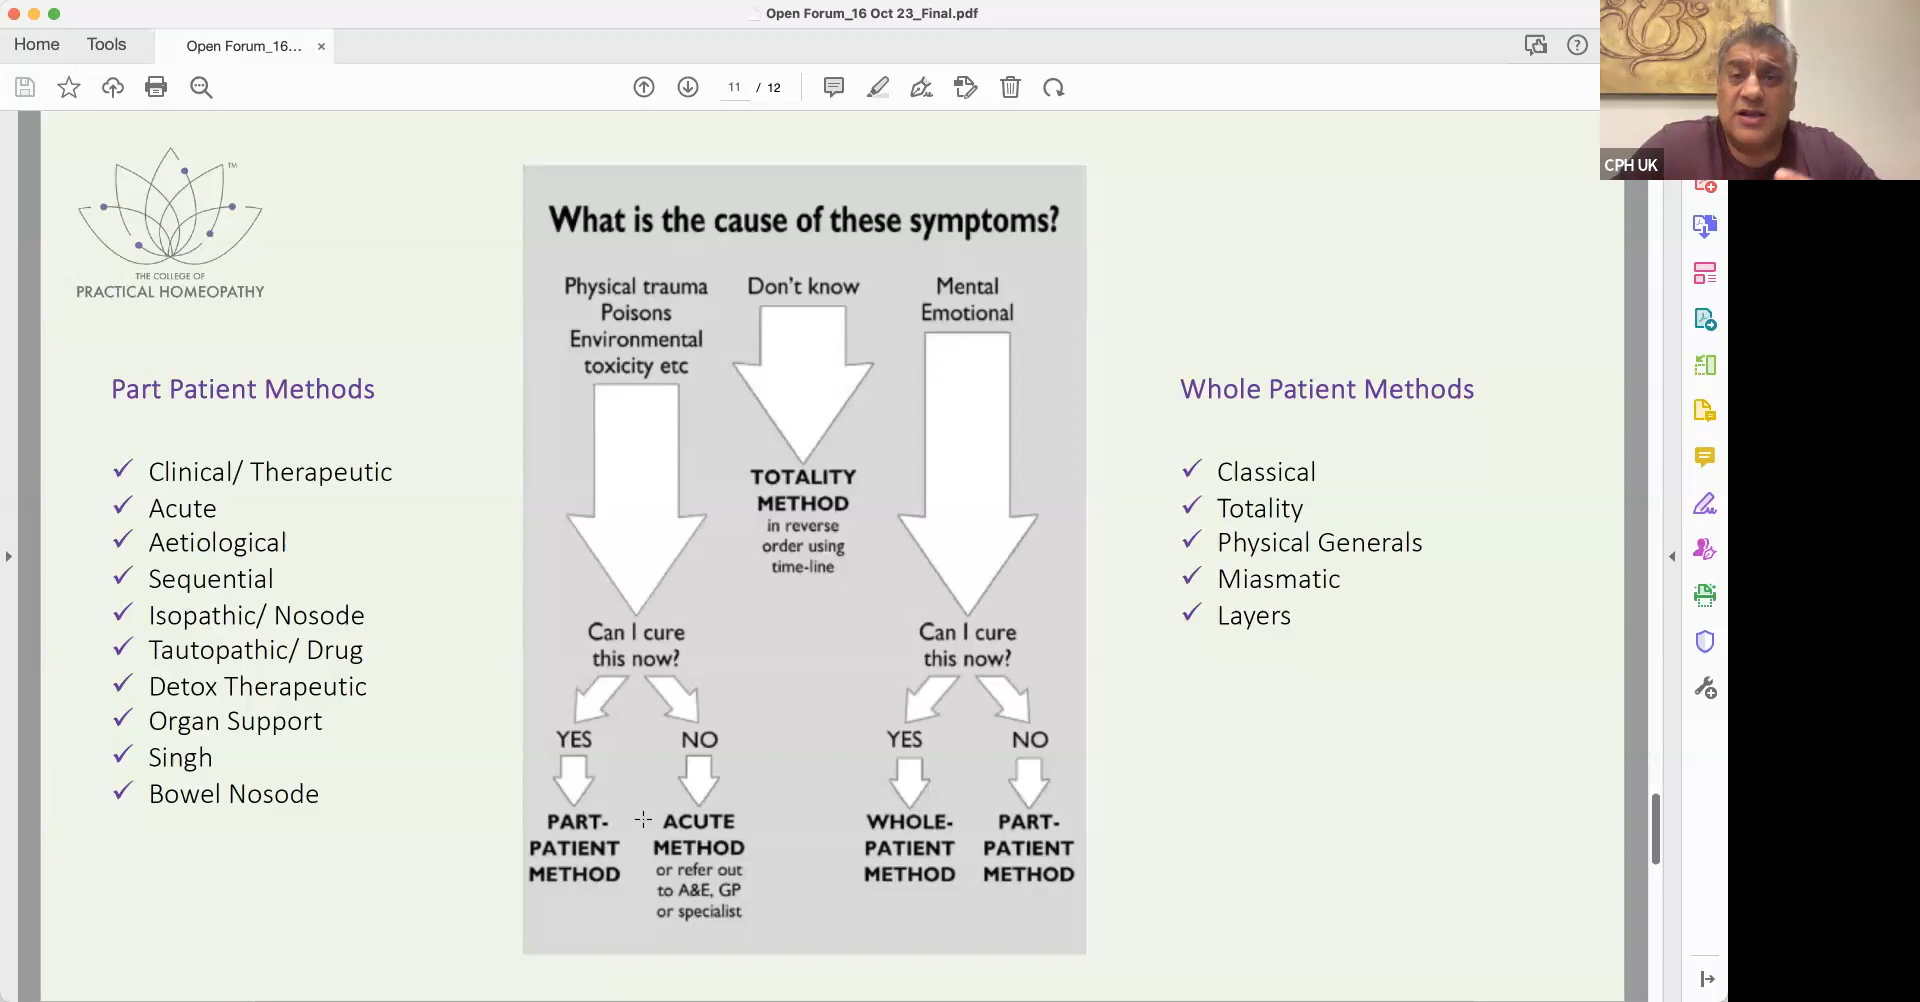 Open Forum_16 Oct 23_Final.pdf
Home
Tools
Open Forum_16...
×
11 / 12
CPH UK
TM
THE COLLEGE OF
PRACTICAL HOMEOPATHY
Part Patient Methods
✓ Clinical/ Therapeutic
✓ Acute
✓ Aetiological
✓ Sequential
✓ Isopathic/ Nosode
✓ Tautopathic/ Drug
✓ Detox Therapeutic
✓ Organ Support
✓ Singh
✓ Bowel Nosode
What is the cause of these symptoms?
Physical trauma
Poisons
Environmental
toxicity etc
Don't know
Mental
Emotional
TOTALITY
METHOD
in reverse
order using
time-line
Can I cure
this now?
Can I cure
this now?
YES
NO
YES
NO
PART-
PATIENT
METHOD
ACUTE
METHOD
or refer out
to A&E, GP
or specialist
WHOLE-
PATIENT
METHOD
PART-
PATIENT
METHOD
Whole Patient Methods
✓ Classical
✓ Totality
✓ Physical Generals
✓ Miasmatic
✓ Layers